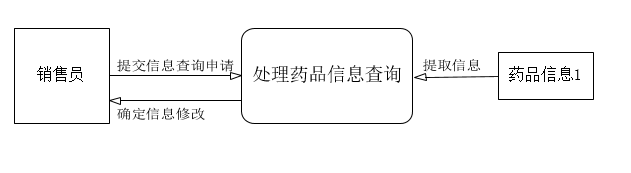 销售员
提交信息查询申请
确定信息修改
处理药品信息查询
提取信息
药品信息1